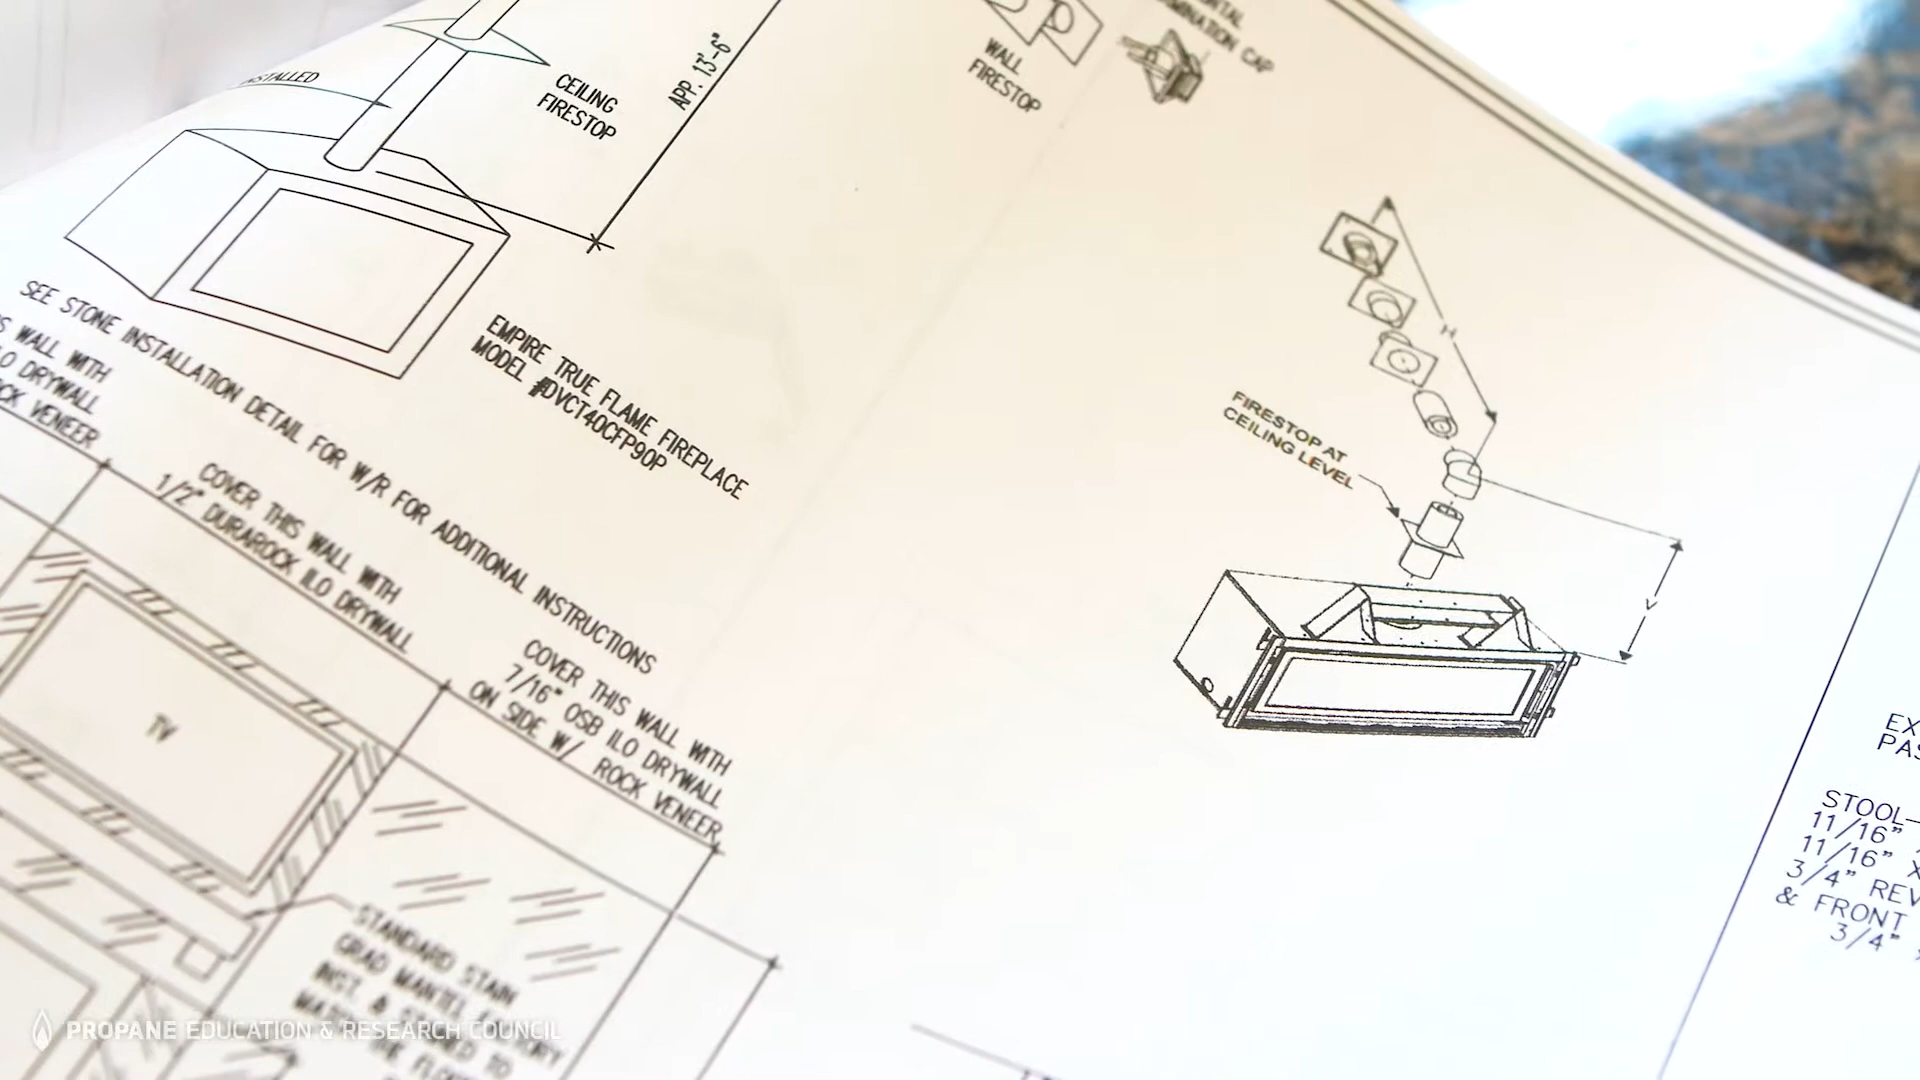 INSTALLED
CEILING
FIRESTOP
APP. 13'-6"
WALL
FIRESTOP
TERMINATION CAP
H
FIRESTOP AT
CEILING LEVEL
V
EMPIRE TRUE FLAME FIREPLACE
MODEL #DVCT40CFP90P
SEE STONE INSTALLATION DETAIL FOR W/R FOR ADDITIONAL INSTRUCTIONS
WALL WITH
ILO DRYWALL
ROCK VENEER
COVER THIS WALL WITH
1/2" DURAROCK ILO DRYWALL
COVER THIS WALL WITH
7/16" OSB ILO DRYWALL
ON SIDE W/ ROCK VENEER
TV
STANDARD STAIN
GRAD MANTEL FACTORY
INST. & SIZED TO
STOOL
11/16"
11/16" X
3/4" REV
& FRONT
3/4"
PROPANE EDUCATION & RESEARCH COUNCIL